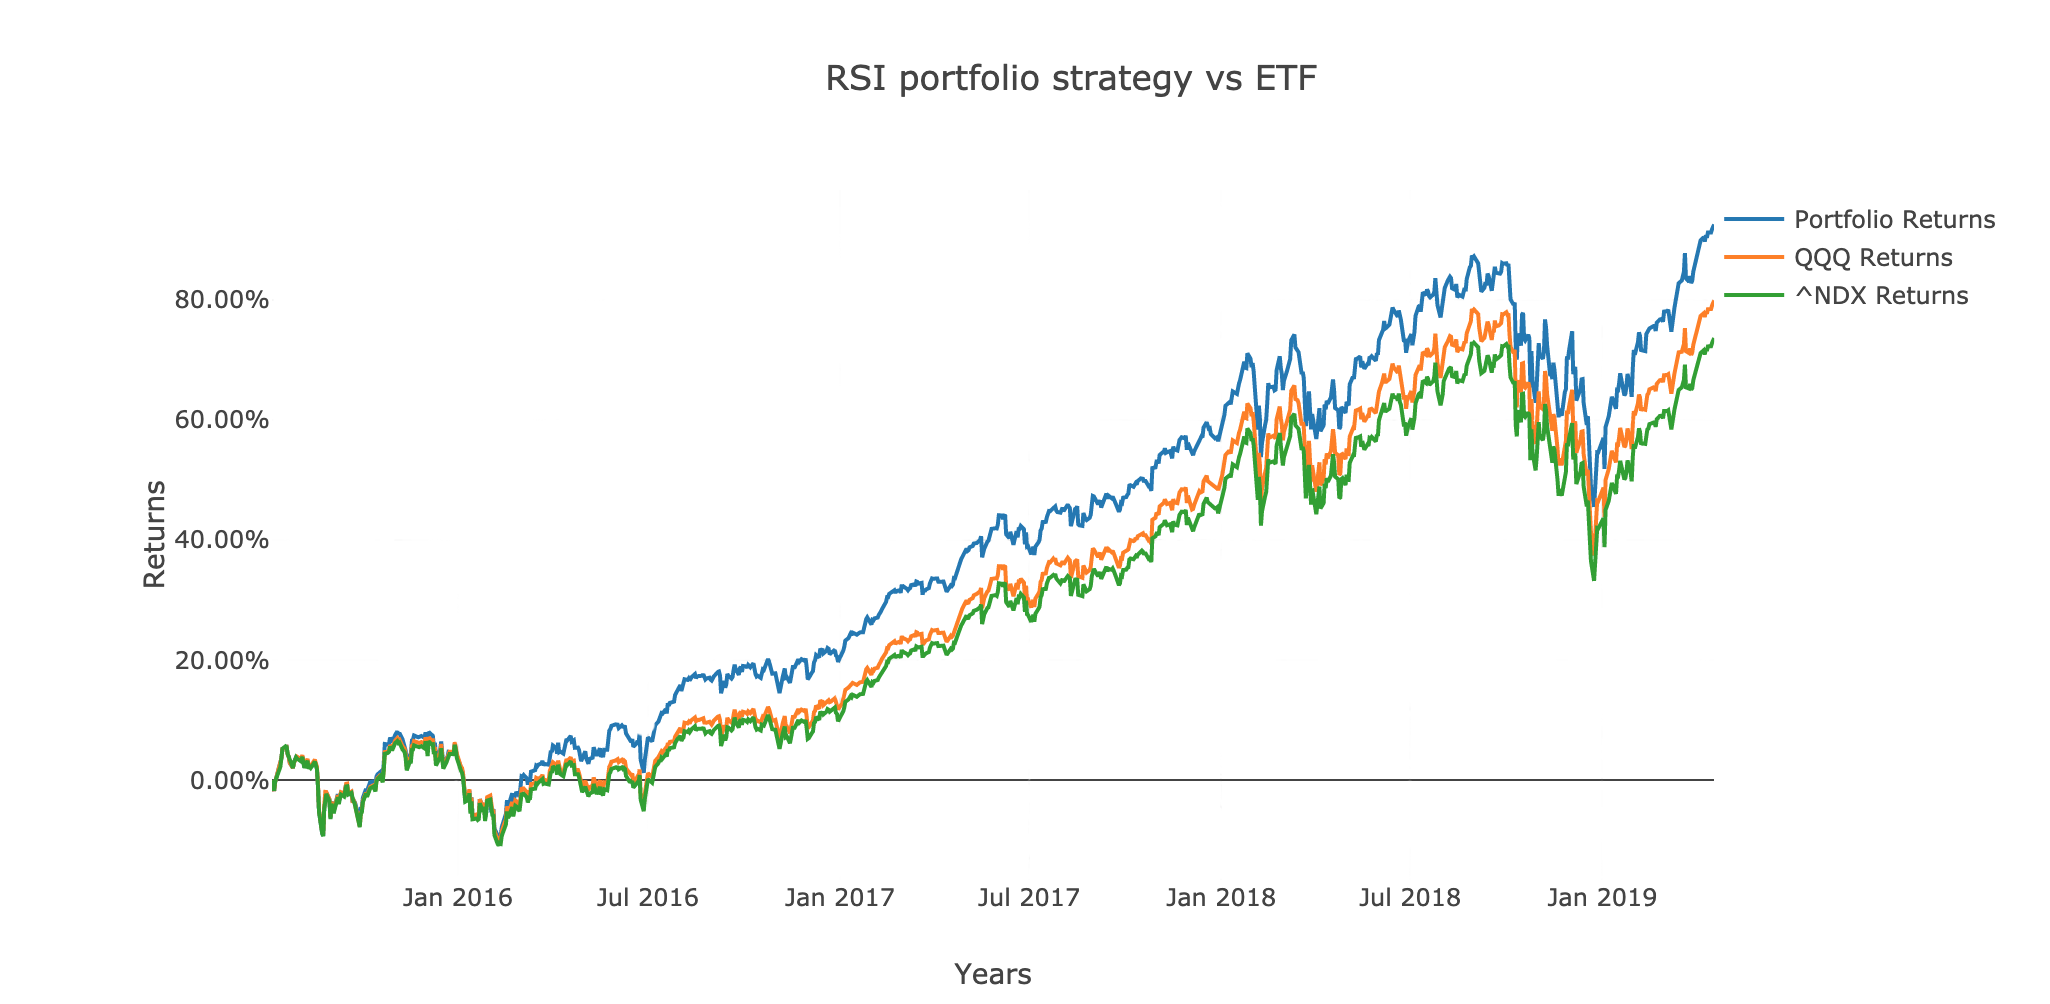 RSI portfolio strategy vs ETF
Portfolio Returns
QQQ Returns
^NDX Returns
Returns
80.00%
60.00%
40.00%
20.00%
0.00%
Jan 2016
Jul 2016
Jan 2017
Jul 2017
Jan 2018
Jul 2018
Jan 2019
Years